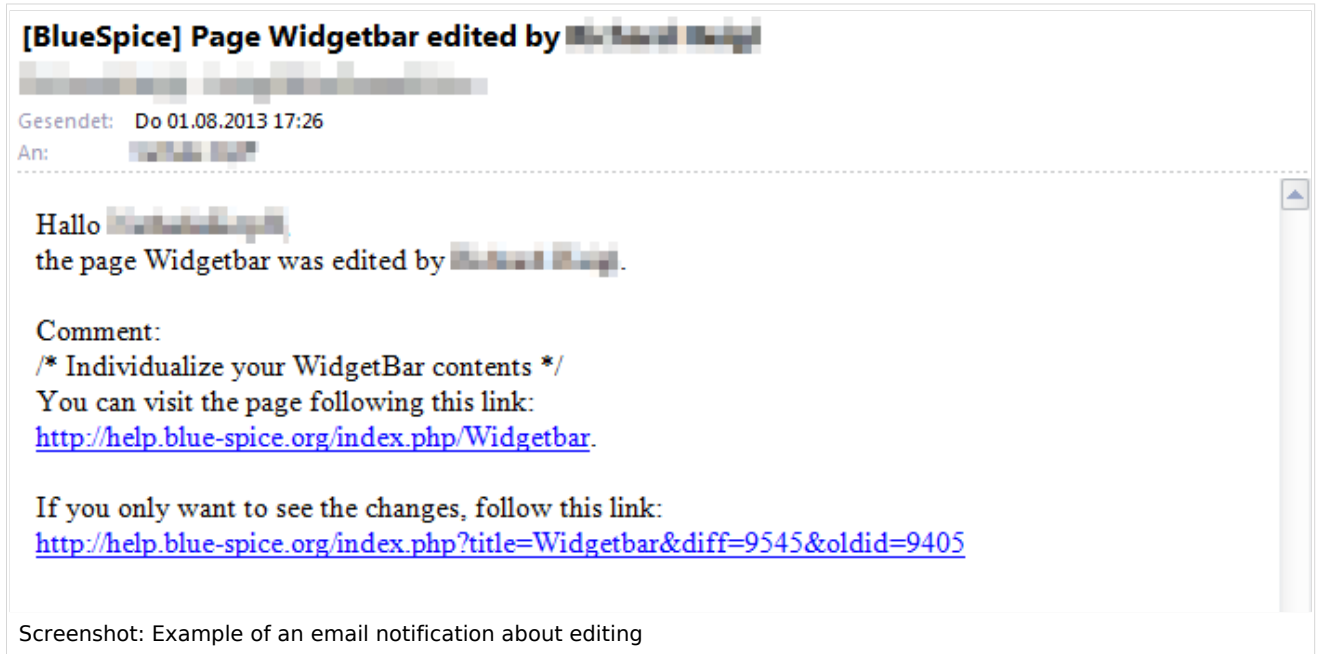 [BlueSpice] Page Widgetbar edited by
Gesendet: Do 01.08.2013 17:26
An:
Hallo
the page Widgetbar was edited by .
Comment:
/* Individualize your WidgetBar contents */
You can visit the page following this link:
http://help.blue-spice.org/index.php/Widgetbar.
If you only want to see the changes, follow this link:
http://help.blue-spice.org/index.php?title=Widgetbar&diff=9545&oldid=9405
Screenshot: Example of an email notification about editing